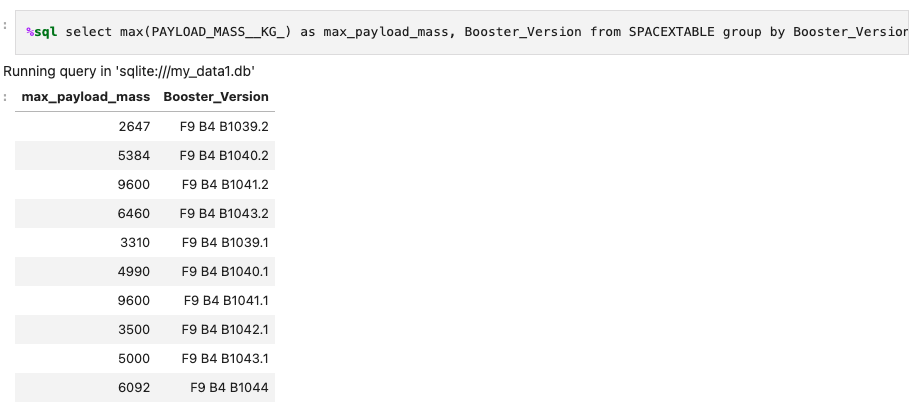 %sql select max(PAYLOAD_MASS__KG_) as max_payload_mass, Booster_Version from SPACEXTABLE group by Booster_Version
Running query in 'sqlite:///my_data1.db'
max_payload_mass Booster_Version
2647 F9 B4 B1039.2
5384 F9 B4 B1040.2
9600 F9 B4 B1041.2
6460 F9 B4 B1043.2
3310 F9 B4 B1039.1
4990 F9 B4 B1040.1
9600 F9 B4 B1041.1
3500 F9 B4 B1042.1
5000 F9 B4 B1043.1
6092 F9 B4 B1044